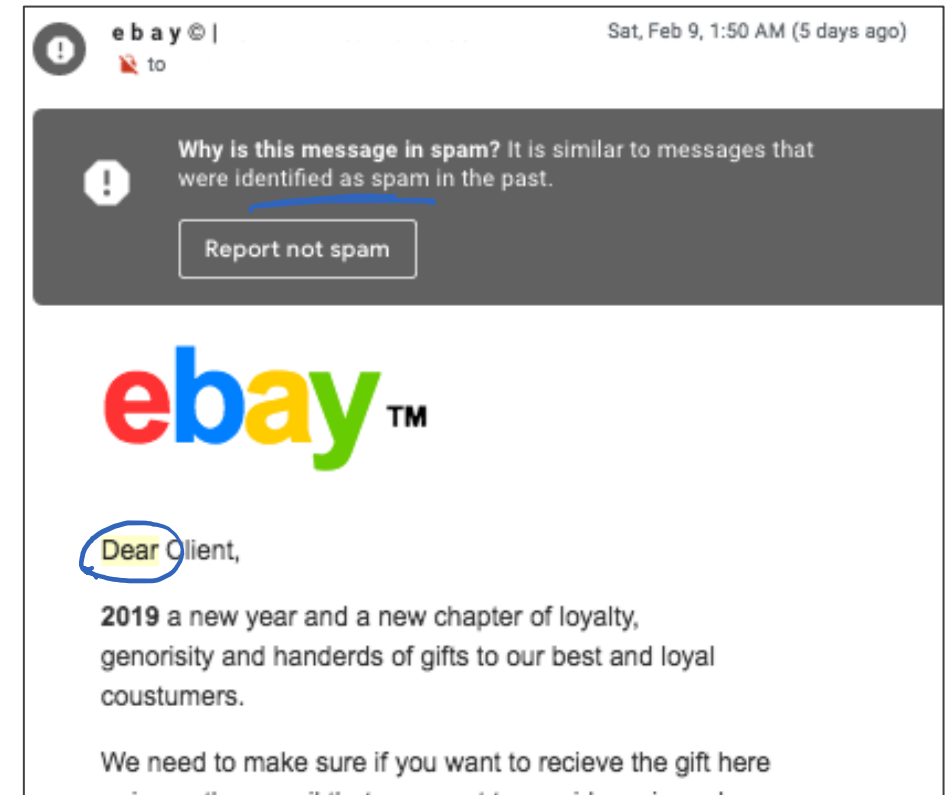 e b a y © |
Sat, Feb 9, 1:50 AM (5 days ago)
to
Why is this message in spam? It is similar to messages that
were identified as spam in the past.
Report not spam
ebay™
Dear Client,
2019 a new year and a new chapter of loyalty,
genorisity and handerds of gifts to our best and loyal
coustumers.
We need to make sure if you want to recieve the gift here